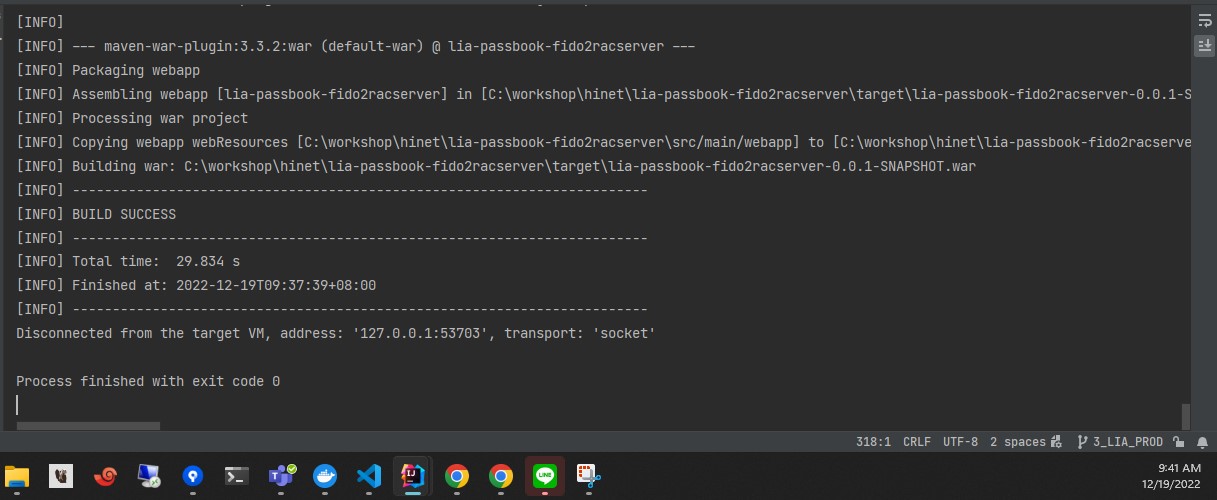 [INFO]
[INFO] --- maven-war-plugin:3.3.2:war (default-war) @ lia-passbook-fido2racserver ---
[INFO] Packaging webapp
[INFO] Assembling webapp [lia-passbook-fido2racserver] in [C:\workshop\hinet\lia-passbook-fido2racserver\target\lia-passbook-fido2racserver-0.0.1-S
[INFO] Processing war project
[INFO] Copying webapp webResources [C:\workshop\hinet\lia-passbook-fido2racserver\src/main/webapp] to [C:\workshop\hinet\lia-passbook-fido2racserve
[INFO] Building war: C:\workshop\hinet\lia-passbook-fido2racserver\target\lia-passbook-fido2racserver-0.0.1-SNAPSHOT.war
[INFO] ------------------------------------------------------------------------
[INFO] BUILD SUCCESS
[INFO] ------------------------------------------------------------------------
[INFO] Total time:  29.834 s
[INFO] Finished at: 2022-12-19T09:37:39+08:00
[INFO] ------------------------------------------------------------------------
Disconnected from the target VM, address: '127.0.0.1:53703', transport: 'socket'
Process finished with exit code 0
318:1 CRLF UTF-8 2 spaces 3_LIA_PROD
IJ LINE 9:41 AM
12/19/2022